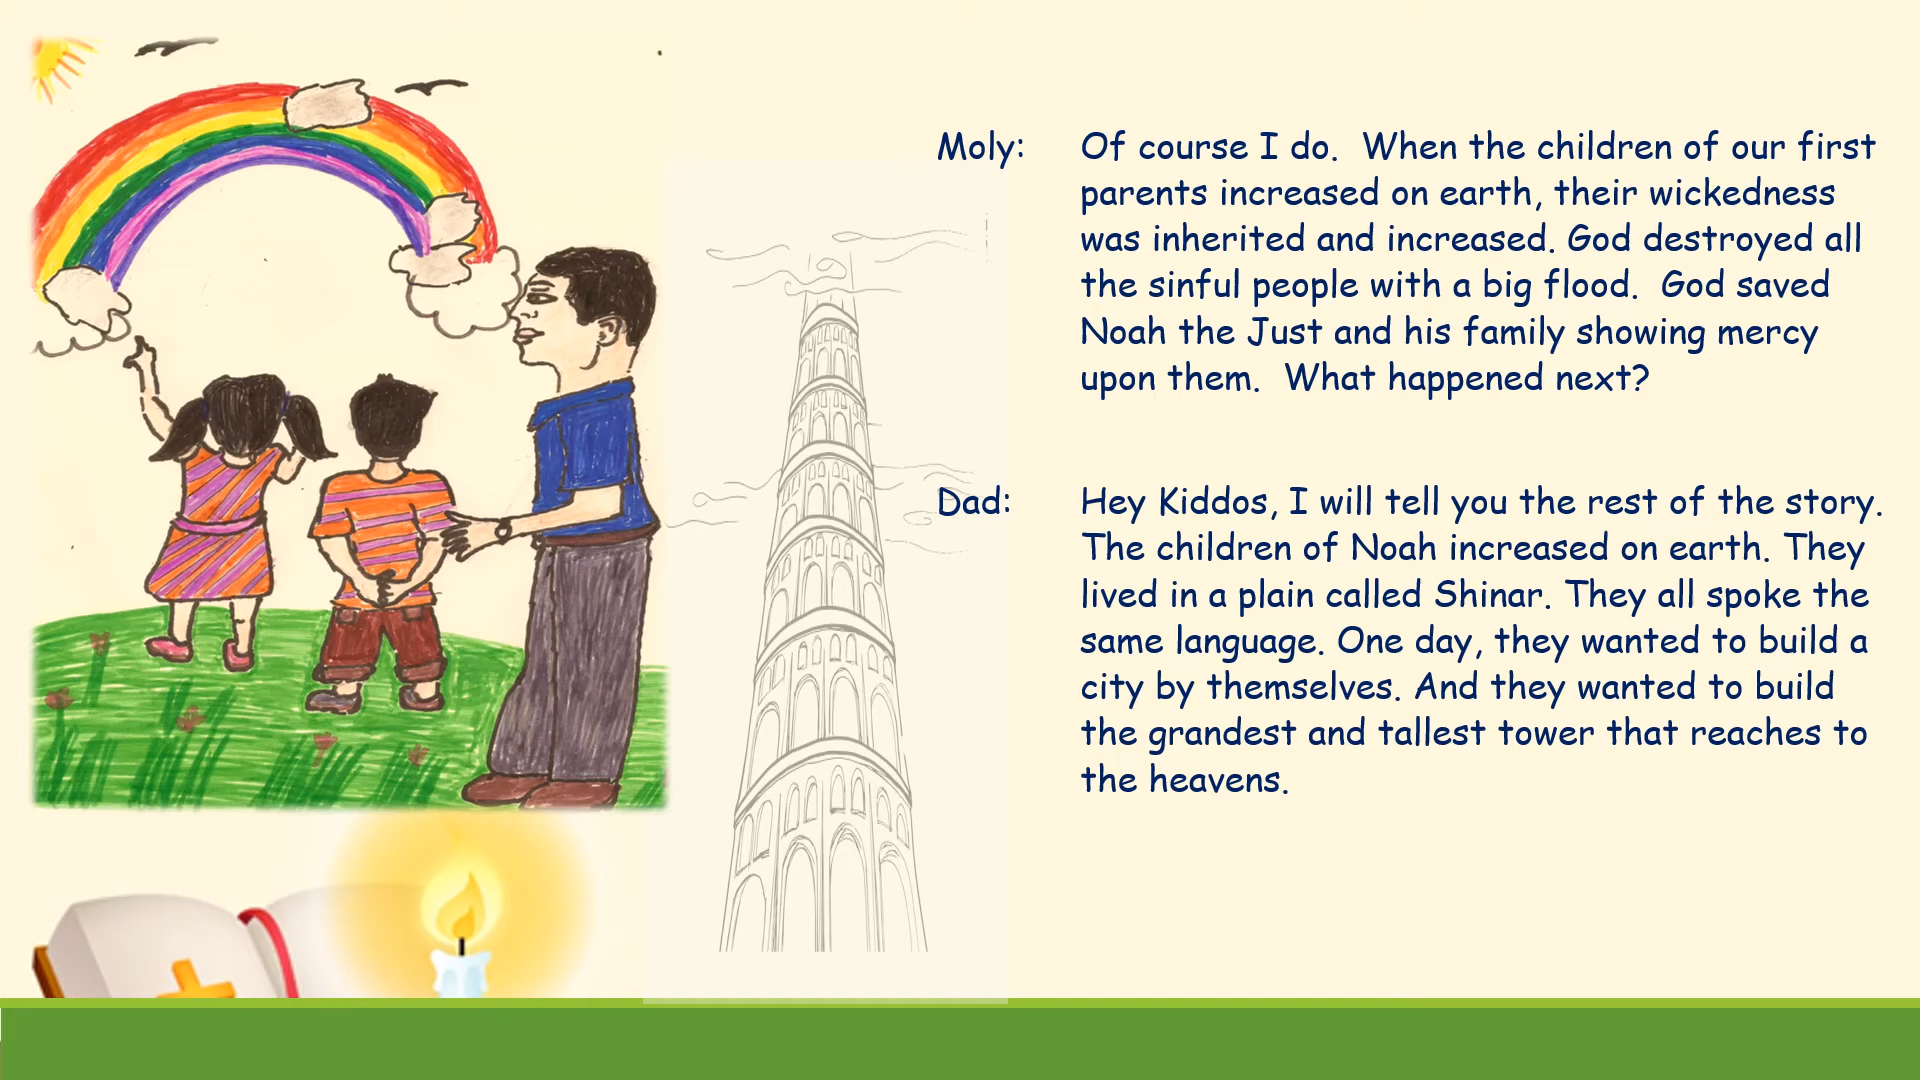 Moly: Of course I do. When the children of our first
parents increased on earth, their wickedness
was inherited and increased. God destroyed all
the sinful people with a big flood. God saved
Noah the Just and his family showing mercy
upon them. What happened next?
Dad: Hey Kiddos, I will tell you the rest of the story.
The children of Noah increased on earth. They
lived in a plain called Shinar. They all spoke the
same language. One day, they wanted to build a
city by themselves. And they wanted to build
the grandest and tallest tower that reaches to
the heavens.